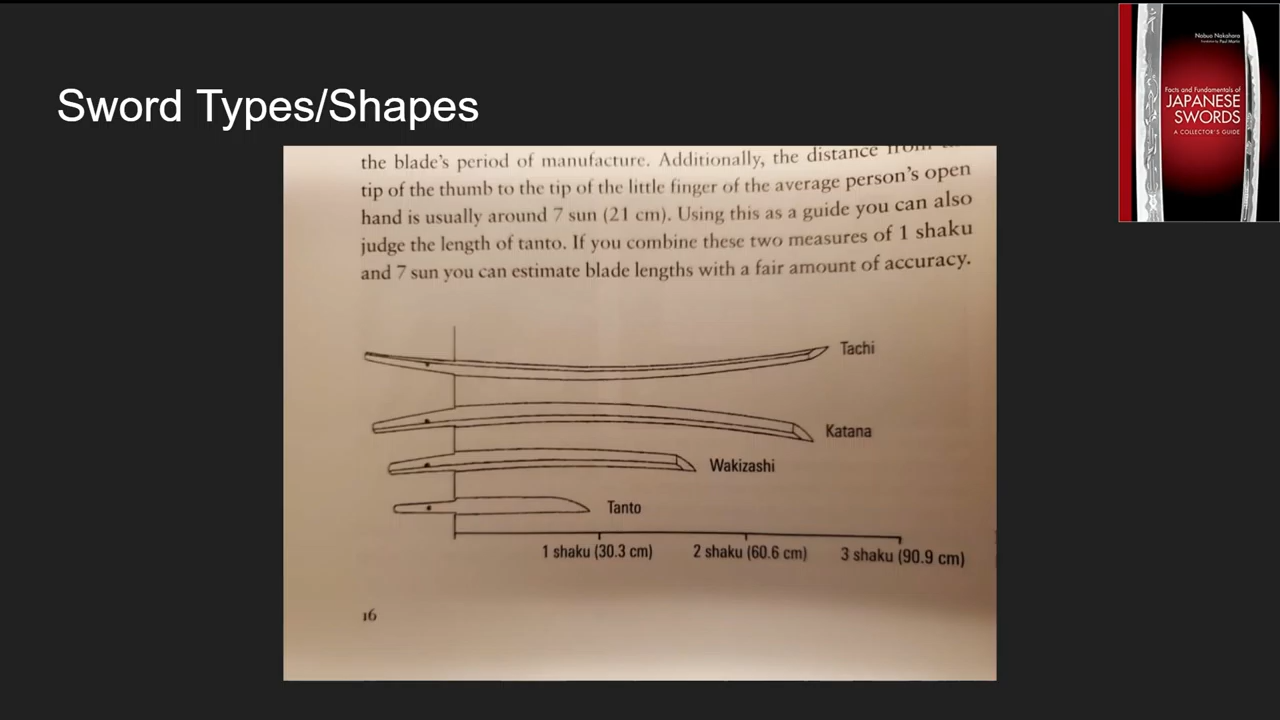 Sword Types/Shapes
Nobuo Nakahara
Translation by Paul Martin
Facts and Fundamentals of
JAPANESE
SWORDS
A COLLECTOR'S GUIDE
the blade's period of manufacture. Additionally, the distance from
tip of the thumb to the tip of the little finger of the average person's open
hand is usually around 7 sun (21 cm). Using this as a guide you can also
judge the length of tanto. If you combine these two measures of 1 shaku
and 7 sun you can estimate blade lengths with a fair amount of accuracy.
Tachi
Katana
Wakizashi
Tanto
1 shaku (30.3 cm) 2 shaku (60.6 cm) 3 shaku (90.9 cm)
16